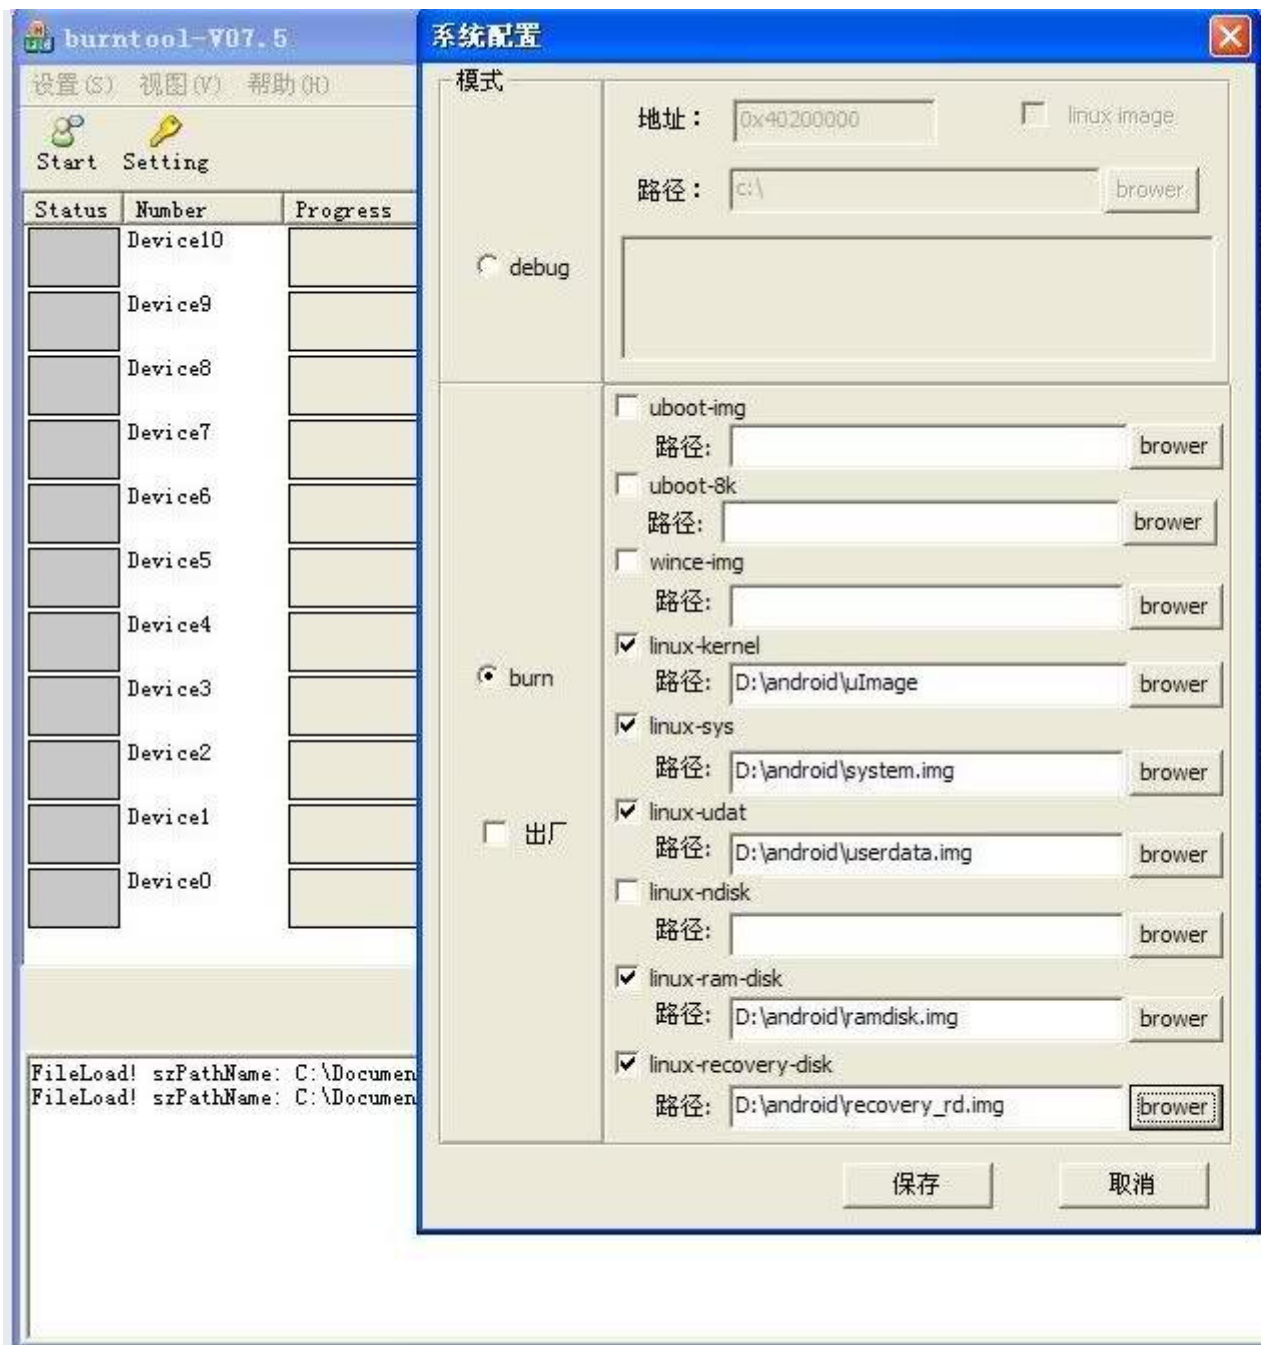 burntool-V07.5
设置(S) 视图(V) 帮助(H)
Start Setting
Status Number Progress
Device10
Device9
Device8
Device7
Device6
Device5
Device4
Device3
Device2
Device1
Device0
FileLoad! szPathName: C:\Documen
FileLoad! szPathName: C:\Documen
系统配置
模式
地址： 0x40200000 linux image
路径： c:\ brower
debug
uboot-img
路径: brower
uboot-8k
路径: brower
wince-img
路径: brower
linux-kernel
burn
路径: D:\android\uImage brower
linux-sys
路径: D:\android\system.img brower
linux-udat
出厂
路径: D:\android\userdata.img brower
linux-ndisk
路径: brower
linux-ram-disk
路径: D:\android\ramdisk.img brower
linux-recovery-disk
路径: D:\android\recovery_rd.img brower
保存 取消